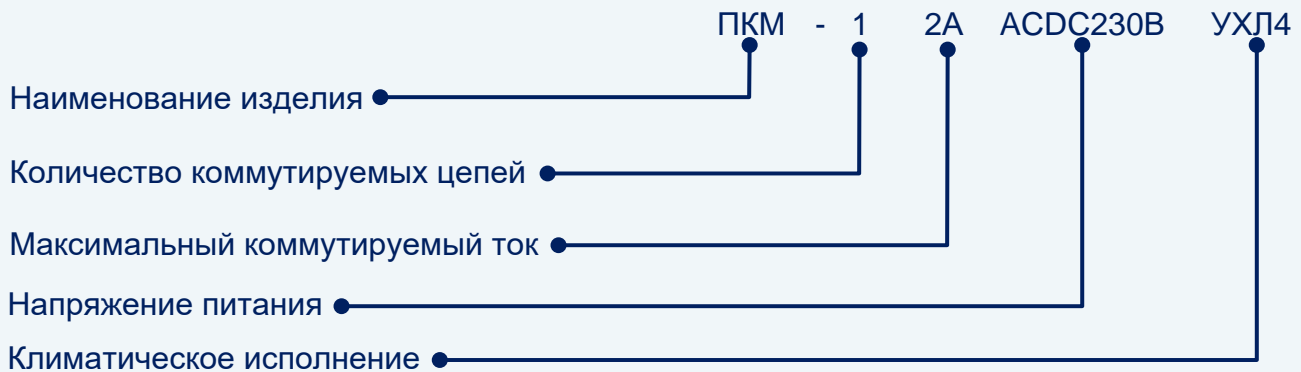 ПКМ - 1 2А ACDC230В УХЛ4
Наименование изделия
Количество коммутируемых цепей
Максимальный коммутируемый ток
Напряжение питания
Климатическое исполнение